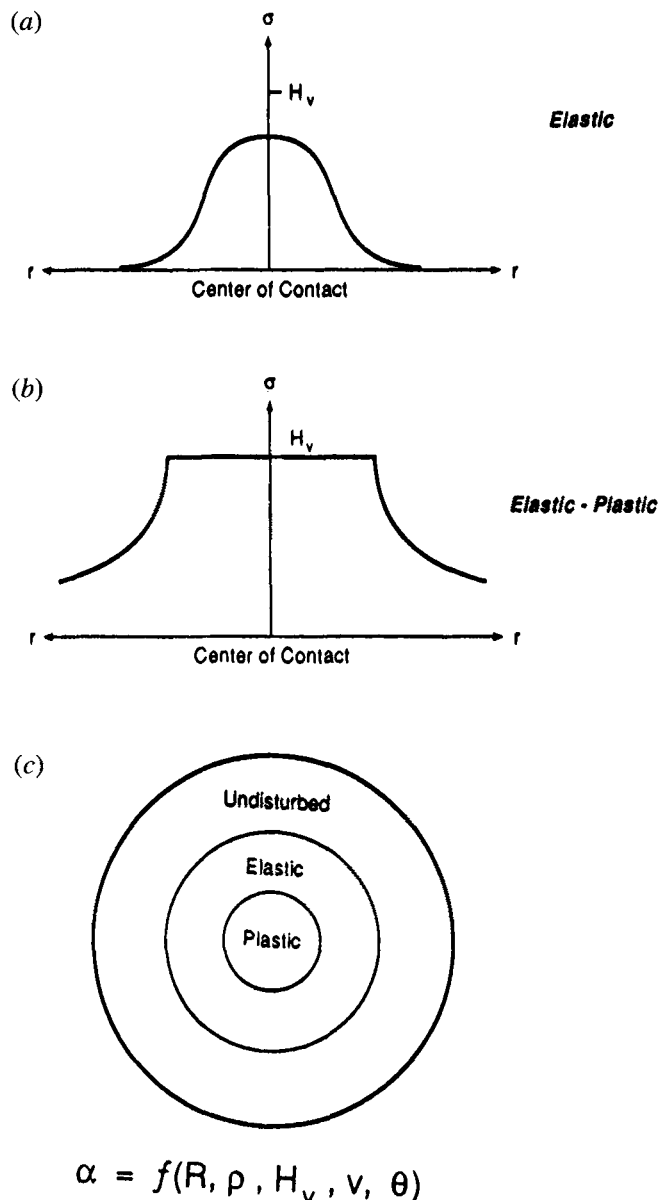 (a)
σ
H_v
Elastic
r r
Center of Contact
(b)
σ
H_v
Elastic - Plastic
r r
Center of Contact
(c)
Undisturbed
Elastic
Plastic
α = f(R, ρ , H_v , v, θ)